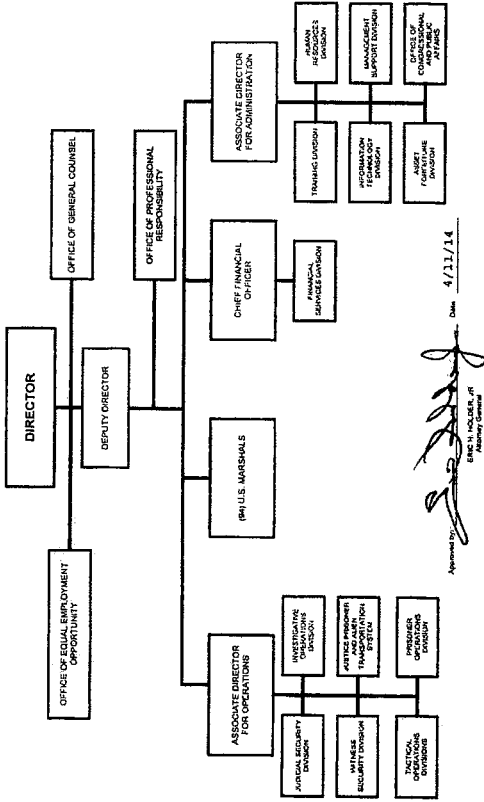 DIRECTOR
OFFICE OF EQUAL EMPLOYMENT
OPPORTUNITY
OFFICE OF GENERAL COUNSEL
DEPUTY DIRECTOR
OFFICE OF PROFESSIONAL
RESPONSIBILITY
ASSOCIATE DIRECTOR
FOR OPERATIONS
(94) U.S. MARSHALS
CHIEF FINANCIAL
OFFICER
ASSOCIATE DIRECTOR
FOR ADMINISTRATION
JUDICIAL SECURITY
DIVISION
INVESTIGATIVE
OPERATIONS
DIVISION
WITNESS
SECURITY DIVISION
JUSTICE PRISONER
AND ALIEN
TRANSPORTATION
SYSTEM
TACTICAL
OPERATIONS
DIVISIONS
PRISONER
OPERATIONS
DIVISION
FINANCIAL
SERVICES DIVISION
TRAINING DIVISION
HUMAN
RESOURCES
DIVISION
INFORMATION
TECHNOLOGY
DIVISION
MANAGEMENT
SUPPORT DIVISION
ASSET
FORFEITURE
DIVISION
OFFICE OF
CONGRESSIONAL
AND PUBLIC
AFFAIRS
Approved by: Date 4/11/14
ERIC H. HOLDER, JR
Attorney General